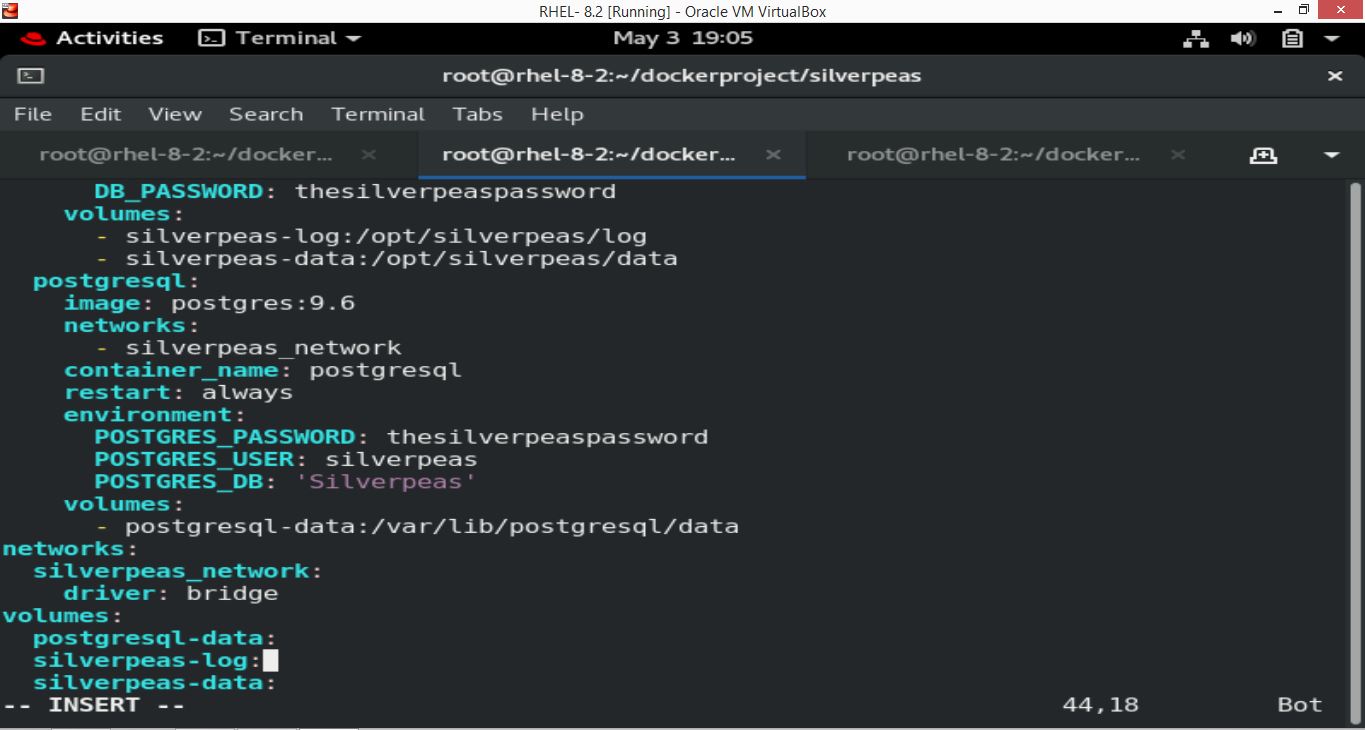 RHEL- 8.2 [Running] - Oracle VM VirtualBox
Activities Terminal May 3 19:05
root@rhel-8-2:~/dockerproject/silverpeas
File Edit View Search Terminal Tabs Help
root@rhel-8-2:~/docker... root@rhel-8-2:~/docker... root@rhel-8-2:~/docker...
      DB_PASSWORD: thesilverpeaspassword
    volumes:
      - silverpeas-log:/opt/silverpeas/log
      - silverpeas-data:/opt/silverpeas/data
  postgresql:
    image: postgres:9.6
    networks:
      - silverpeas_network
    container_name: postgresql
    restart: always
    environment:
      POSTGRES_PASSWORD: thesilverpeaspassword
      POSTGRES_USER: silverpeas
      POSTGRES_DB: 'Silverpeas'
    volumes:
      - postgresql-data:/var/lib/postgresql/data
networks:
  silverpeas_network:
    driver: bridge
volumes:
  postgresql-data:
  silverpeas-log:
  silverpeas-data:
-- INSERT -- 44,18 Bot